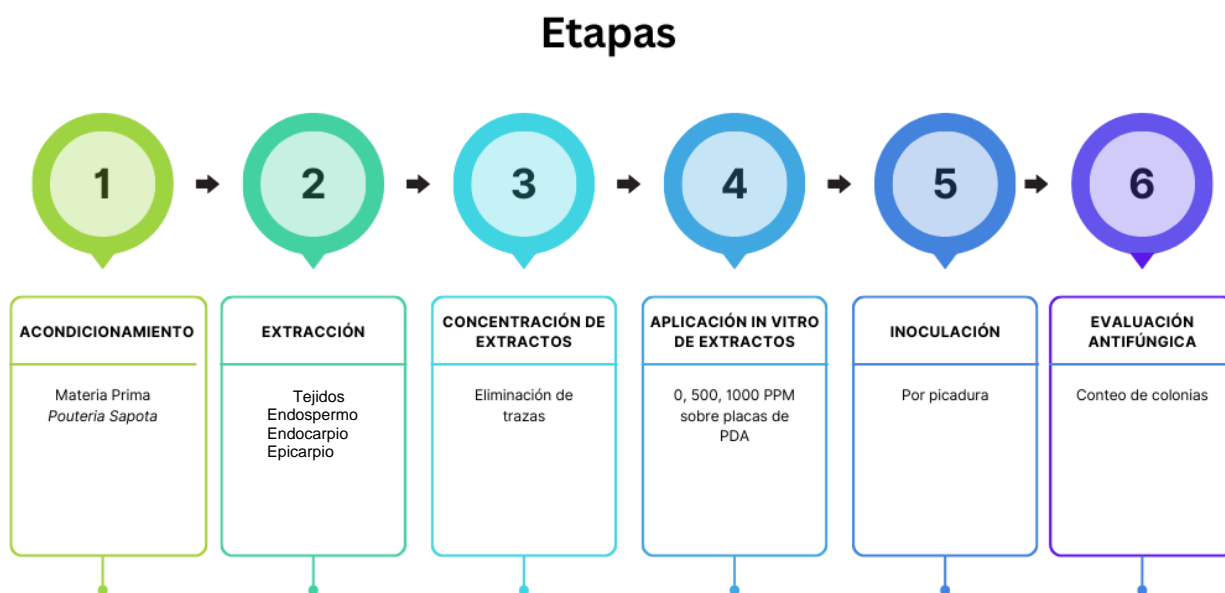 Etapas
1
2
3
4
5
6
ACONDICIONAMIENTO
Materia Prima
Pouteria Sapota
EXTRACCIÓN
Tejidos
Endospermo
Endocarpio
Epicarpio
CONCENTRACIÓN DE
EXTRACTOS
Eliminación de
trazas
APLICACIÓN IN VITRO
DE EXTRACTOS
0, 500, 1000 PPM
sobre placas de
PDA
INOCULACIÓN
Por picadura
EVALUACIÓN
ANTIFÚNGICA
Conteo de colonias